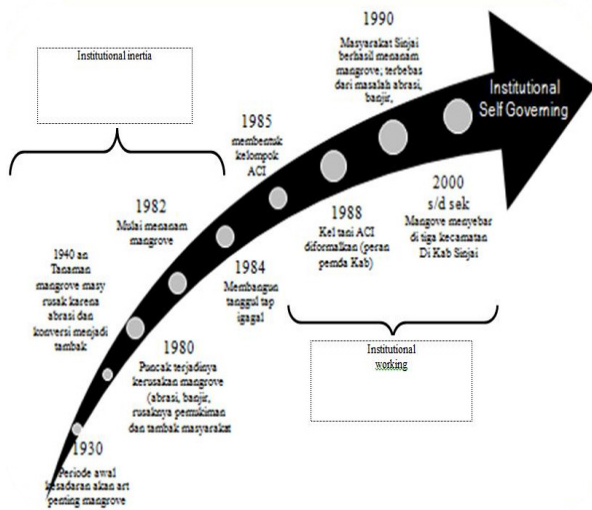 Institutional inertia
1990
Masyarakat Sinjai
berhasil menanam
mangrove; terbebas
dari masalah abrasi,
banjir,
Institutional
Self Governing
1985
membentuk
kelompok
ACI
1982
Mulai menanam
mangrove
1940 an
Tanaman
mangrove masy
rusak karena
abrasi dan
konversi menjadi
tambak
2000
s/d sek
Mangove menyebar
di tiga kecamatan
Di Kab Sinjai
1988
Kel tani ACI
diformalkan (peran
pemda Kab)
1984
Membangun
tanggul tap
igagal
1980
Puncak terjadinya
kerusakan mangrove
(abrasi, banjir,
rusaknya pemukiman
dan tambak masyarakat
Institutional
working
1930
Periode awal
kesadaran akan art
penting mangrove